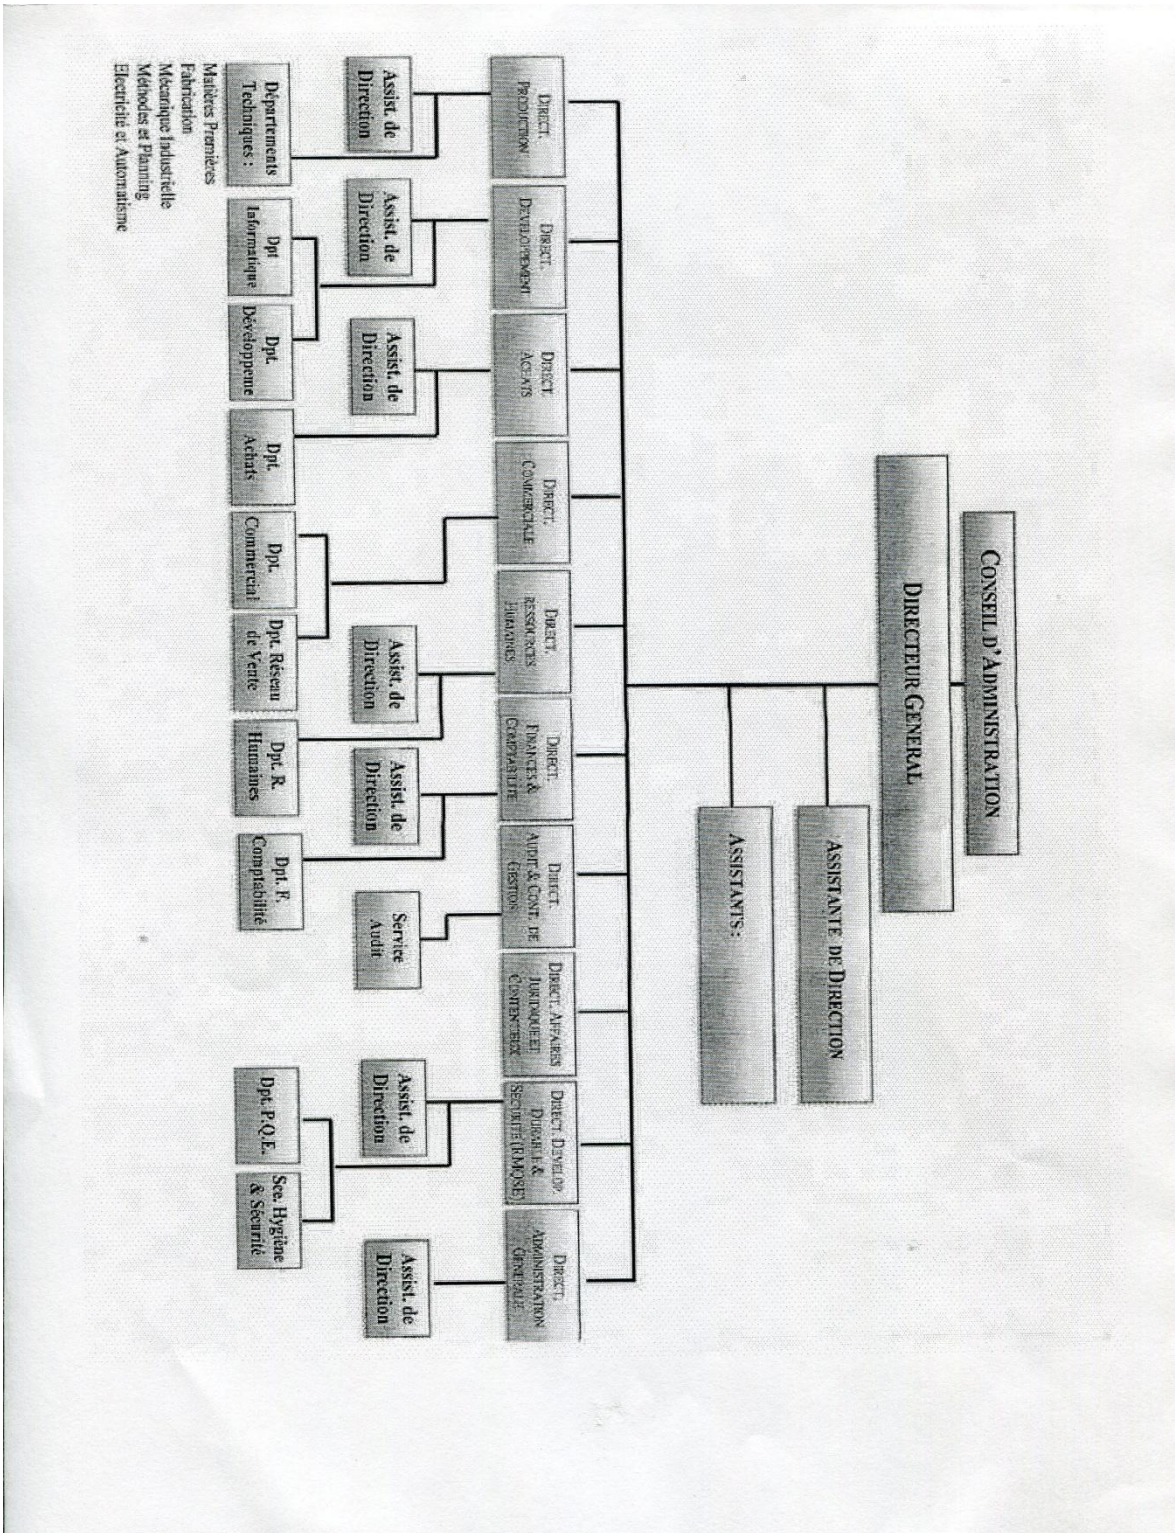 CONSEIL D'ADMINISTRATION
DIRECTEUR GENERAL
ASSISTANTE DE DIRECTION
ASSISTANTS :
DIRECT.
PRODUCTION
DIRECT.
DEVELOPPEMENT
DIRECT.
ACHATS
DIRECT.
COMMERCIALE
DIRECT.
RESSOURCES
HUMAINES
DIRECT.
FINANCES &
COMPTABILITE
DIRECT.
AUDIT & CONT. DE
GESTION
DIRECT. AFFAIRES
JURIDIQUE ET
CONTENTIEUX
DIRECT. DEVELOP.
DURABLE &
SECURITE (RMQSE)
DIRECT.
ADMINISTRATION
GENERALE
Assist. de
Direction
Assist. de
Direction
Assist. de
Direction
Assist. de
Direction
Assist. de
Direction
Service
Audit
Assist. de
Direction
Assist. de
Direction
Départements
Techniques :
Dpt
Informatique
Dpt.
Développeme
Dpt.
Achats
Dpt.
Commercial
Dpt. Réseau
de Vente
Dpt. R.
Humaines
Dpt. F.
Comptabilité
Dpt. P.Q.E.
Sce. Hygiène
& Sécurité
Matières Premières
Fabrication
Mécanique Industrielle
Méthodes et Planning
Electricité et Automatisme